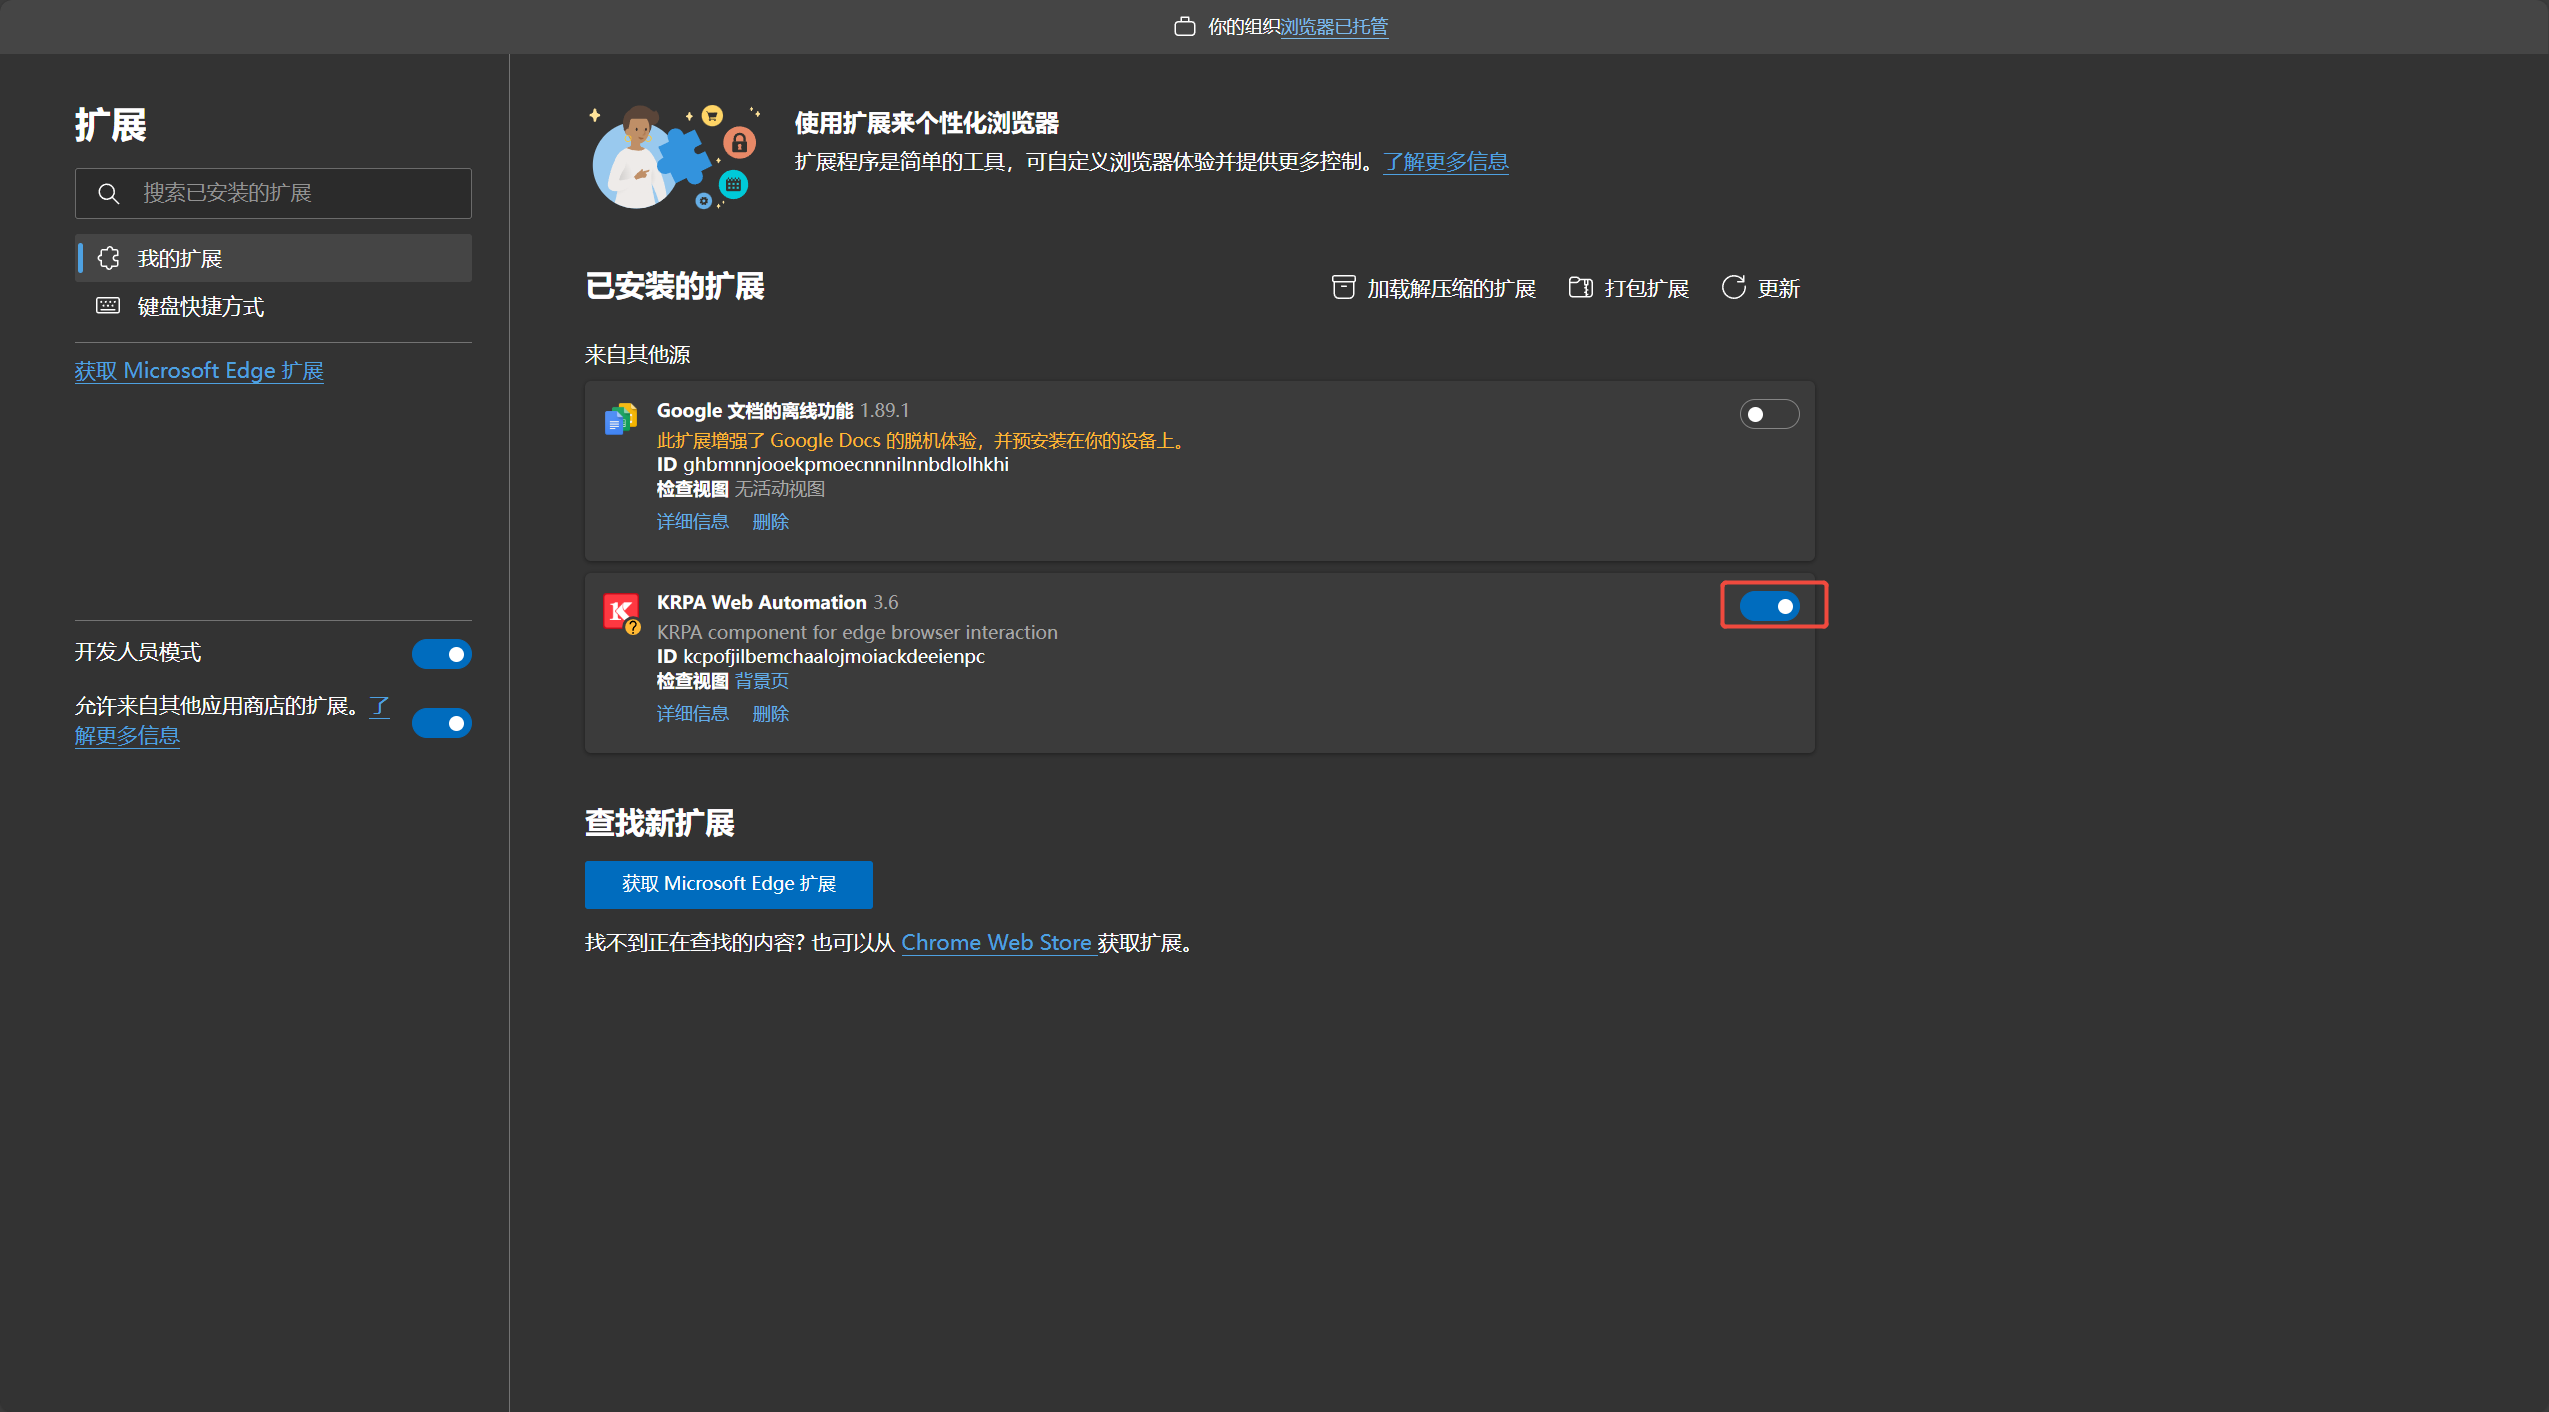 你的组织浏览器已托管
扩展
搜索已安装的扩展
我的扩展
键盘快捷方式
获取 Microsoft Edge 扩展
开发人员模式
允许来自其他应用商店的扩展。了
解更多信息
使用扩展来个性化浏览器
扩展程序是简单的工具，可自定义浏览器体验并提供更多控制。了解更多信息
已安装的扩展
加载解压缩的扩展
打包扩展
更新
来自其他源
Google 文档的离线功能 1.89.1
此扩展增强了 Google Docs 的脱机体验，并预安装在你的设备上。
ID ghbmnnjooekpmoecnnnilnnbdlolhkhi
检查视图 无活动视图
详细信息 删除
KRPA Web Automation 3.6
KRPA component for edge browser interaction
ID kcpofjilbemchaalojmoiackdeeienpc
检查视图 背景页
详细信息 删除
查找新扩展
获取 Microsoft Edge 扩展
找不到正在查找的内容? 也可以从 Chrome Web Store 获取扩展。